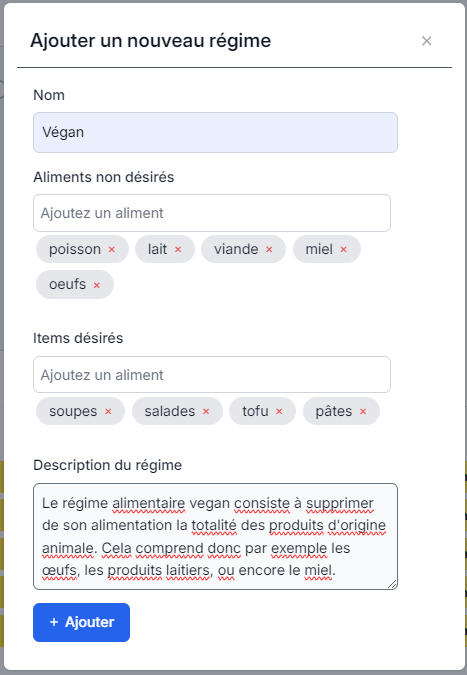 Ajouter un nouveau régime ×
Nom
Végan
Aliments non désirés
Ajoutez un aliment
poisson × lait × viande × miel ×
oeufs ×
Items désirés
Ajoutez un aliment
soupes × salades × tofu × pâtes ×
Description du régime
Le régime alimentaire vegan consiste à supprimer
de son alimentation la totalité des produits d'origine
animale. Cela comprend donc par exemple les
œufs, les produits laitiers, ou encore le miel.
+ Ajouter